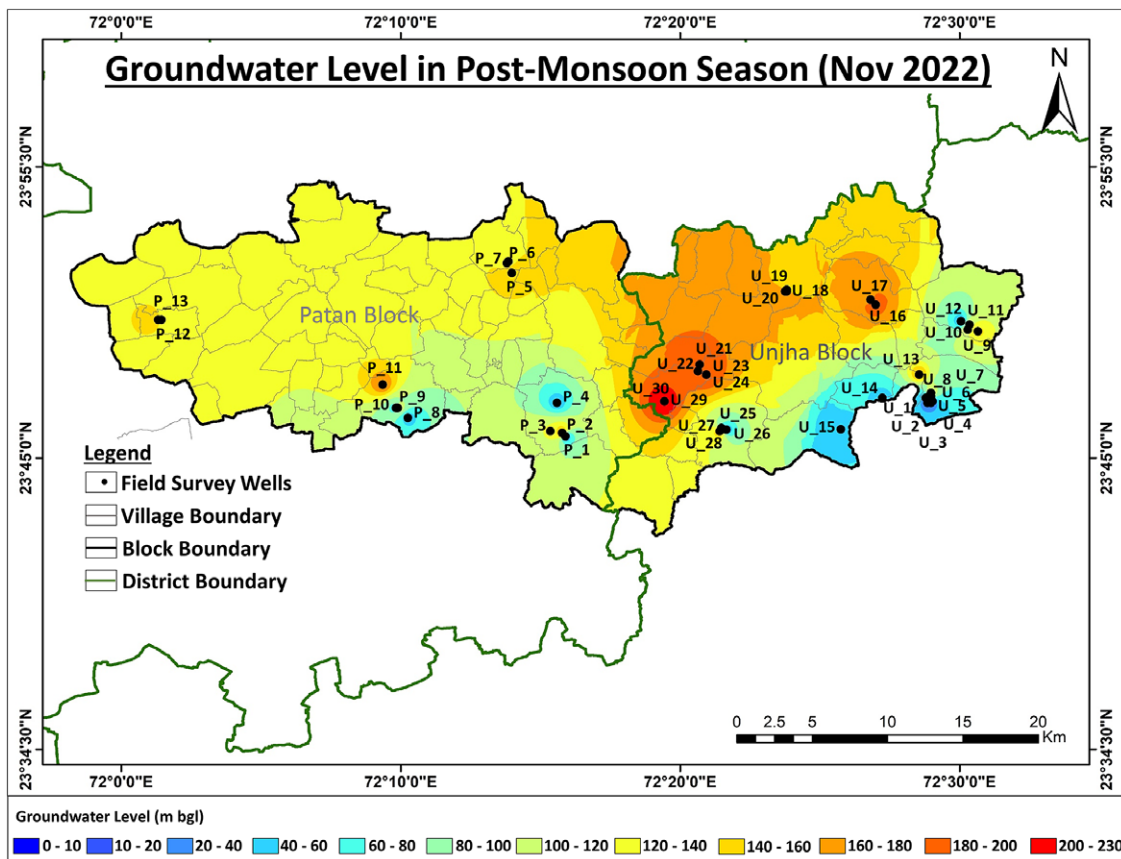 72°0'0"E 72°10'0"E 72°20'0"E 72°30'0"E
Groundwater Level in Post-Monsoon Season (Nov 2022)
N
23°55'30"N 23°55'30"N
P_7 P_6
P_5
U_19
U_20 U_18
U_17
U_16
P_13
P_12
Patan Block
U_12 U_11
U_10
U_9
U_21
U_22 U_23
U_24
Unjha Block
P_11
U_13
U_8 U_7
P_10 P_9
P_8
P_4
U_30 U_29
U_14
U_6
U_1 U_5
U_2 U_4
U_3
P_3 P_2
P_1
U_27 U_25
U_28 U_26
U_15
23°45'0"N 23°45'0"N
Legend
Field Survey Wells
Village Boundary
Block Boundary
District Boundary
0 2.5 5 10 15 20
Km
23°34'30"N 23°34'30"N
72°0'0"E 72°10'0"E 72°20'0"E 72°30'0"E
Groundwater Level (m bgl)
0 - 10 10 - 20 20 - 40 40 - 60 60 - 80 80 - 100 100 - 120 120 - 140 140 - 160 160 - 180 180 - 200 200 - 230